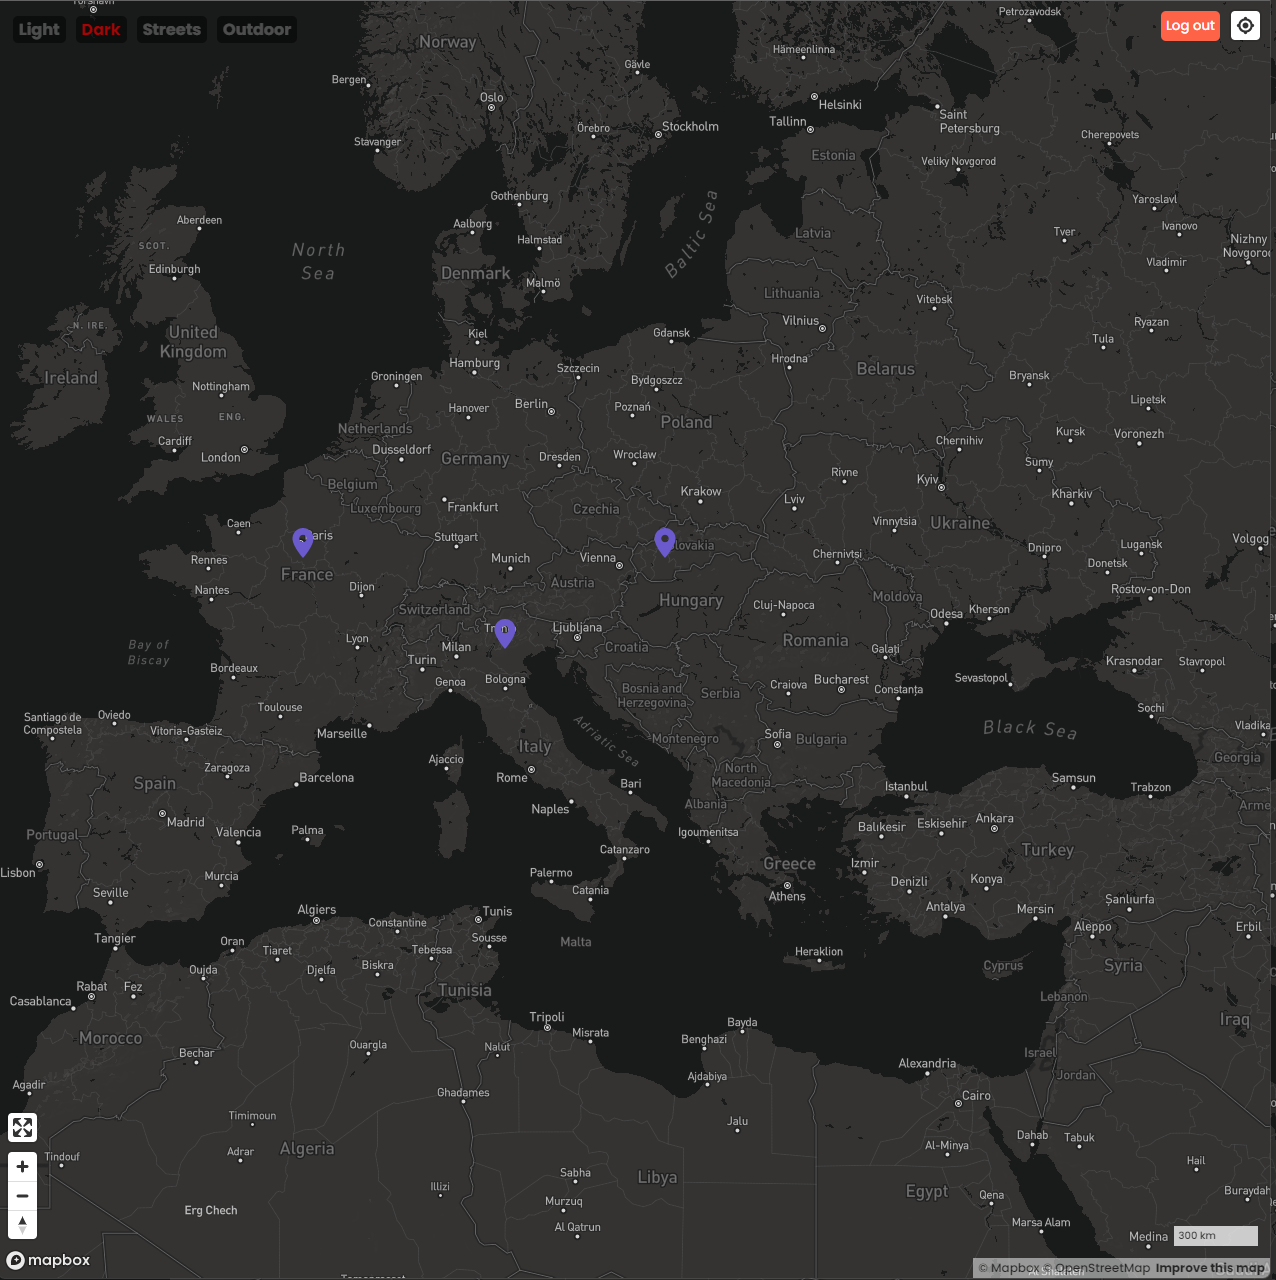 Light Dark Streets Outdoor
Log out
Norway
Petrozavodsk
Hämeenlinna
Gävle
Bergen
Oslo
Helsinki
Saint
Petersburg
Tallinn
Stockholm
Örebro
Cherepovets
Stavanger
Estonia
Veliky Novgorod
Gothenburg
Yaroslavl
Aberdeen
Aalborg
Baltic Sea
Latvia
Tver
Ivanovo
SCOT.
North
Sea
Halmstad
Nizhny
Edinburgh
Denmark
Vladimir
Malmö
Lithuania
Vitebsk
N. IRE.
United
Kingdom
Kiel
Gdansk
Vilnius
Ryazan
Tula
Hamburg
Hrodna
Belarus
Ireland
Groningen
Szczecin
Bydgoszcz
Bryansk
Nottingham
Hanover
Berlin
Poznań
Lipetsk
WALES
ENG.
Netherlands
Poland
Kursk
Voronezh
Cardiff
London
Dusseldorf
Germany
Dresden
Wroclaw
Chernihiv
Sumy
Belgium
Rivne
Kyiv
Krakow
Lviv
Kharkiv
Luxembourg
Frankfurt
Czechia
Caen
Vinnytsia
Ukraine
Stuttgart
Rennes
Munich
Vienna
Chernivtsi
Dnipro
Lugansk
France
Donetsk
Nantes
Dijon
Austria
Rostov-on-Don
Switzerland
Hungary
Cluj-Napoca
Moldova
Odesa
Kherson
Ljubljana
Bay of
Biscay
Lyon
Milan
Croatia
Romania
Galați
Turin
Bordeaux
Genoa
Bologna
Bosnia and
Herzegovina
Serbia
Craiova
Bucharest
Constanța
Sevastopol
Krasnodar
Stavropol
Santiago de
Compostela
Oviedo
Toulouse
Sochi
Vitoria-Gasteiz
Marseille
Adriatic Sea
Montenegro
Sofia
Bulgaria
Black Sea
Italy
Ajaccio
Georgia
Zaragoza
Barcelona
Rome
North
Macedonia
Spain
Bari
Istanbul
Samsun
Trabzon
Naples
Albania
Madrid
Portugal
Valencia
Palma
Igoumenitsa
Balıkesir
Eskisehir
Ankara
Catanzaro
Greece
Izmir
Turkey
Lisbon
Murcia
Palermo
Denizli
Konya
Seville
Catania
Athens
Antalya
Mersin
Şanlıurfa
Algiers
Constantine
Tunis
Aleppo
Erbil
Tangier
Oran
Tiaret
Tebessa
Sousse
Malta
Heraklion
Oujda
Djelfa
Biskra
Cyprus
Syria
Rabat
Fez
Tunisia
Lebanon
Casablanca
Tripoli
Misrata
Bayda
Iraq
Morocco
Bechar
Ouargla
Nalut
Benghazi
Israel
Alexandria
Ajdabiya
Jordan
Agadir
Ghadames
Cairo
Timimoun
Jalu
Dahab
Tabuk
Algeria
Al-Minya
Tindouf
Adrar
Sabha
Libya
Hail
Illizi
Egypt
Qena
Buraydah
Erg Chech
Murzuq
Al Qatrun
Marsa Alam
Medina
300 km
mapbox
© Mapbox © OpenStreetMap Improve this map